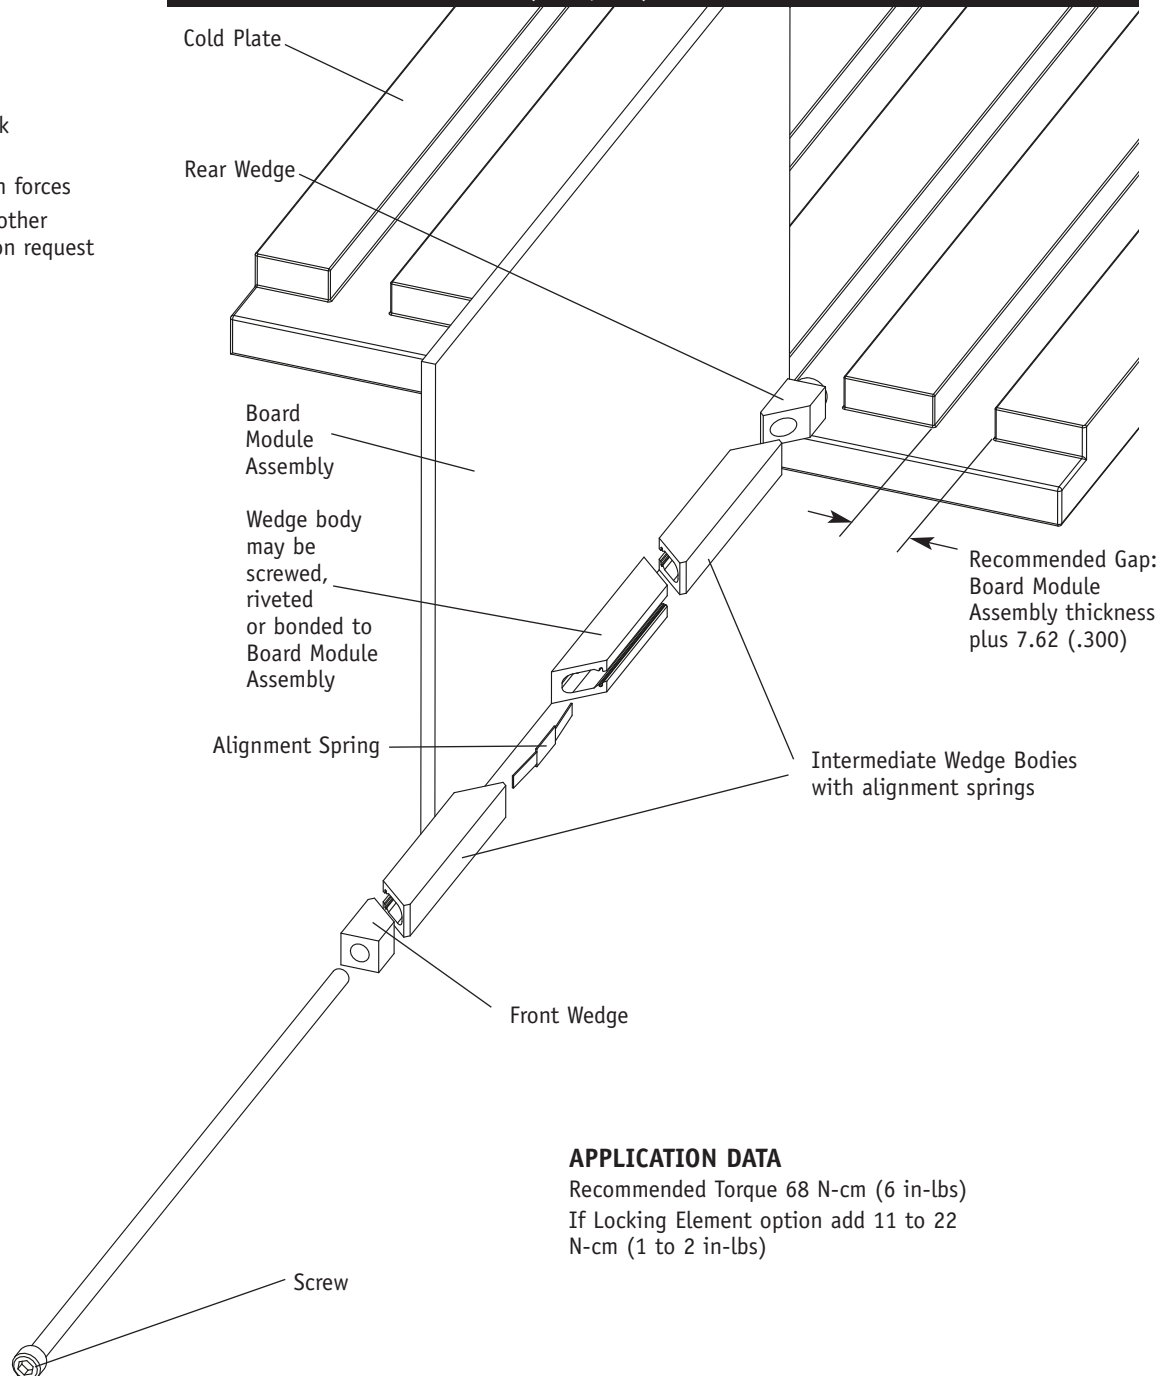 Cold Plate
k
Rear Wedge
forces
other
on request
Board
Module
Assembly
Wedge body
may be
screwed,
riveted
or bonded to
Board Module
Assembly
Recommended Gap:
Board Module
Assembly thickness
plus 7.62 (.300)
Alignment Spring
Intermediate Wedge Bodies
with alignment springs
Front Wedge
APPLICATION DATA
Recommended Torque 68 N-cm (6 in-lbs)
If Locking Element option add 11 to 22
N-cm (1 to 2 in-lbs)
Screw